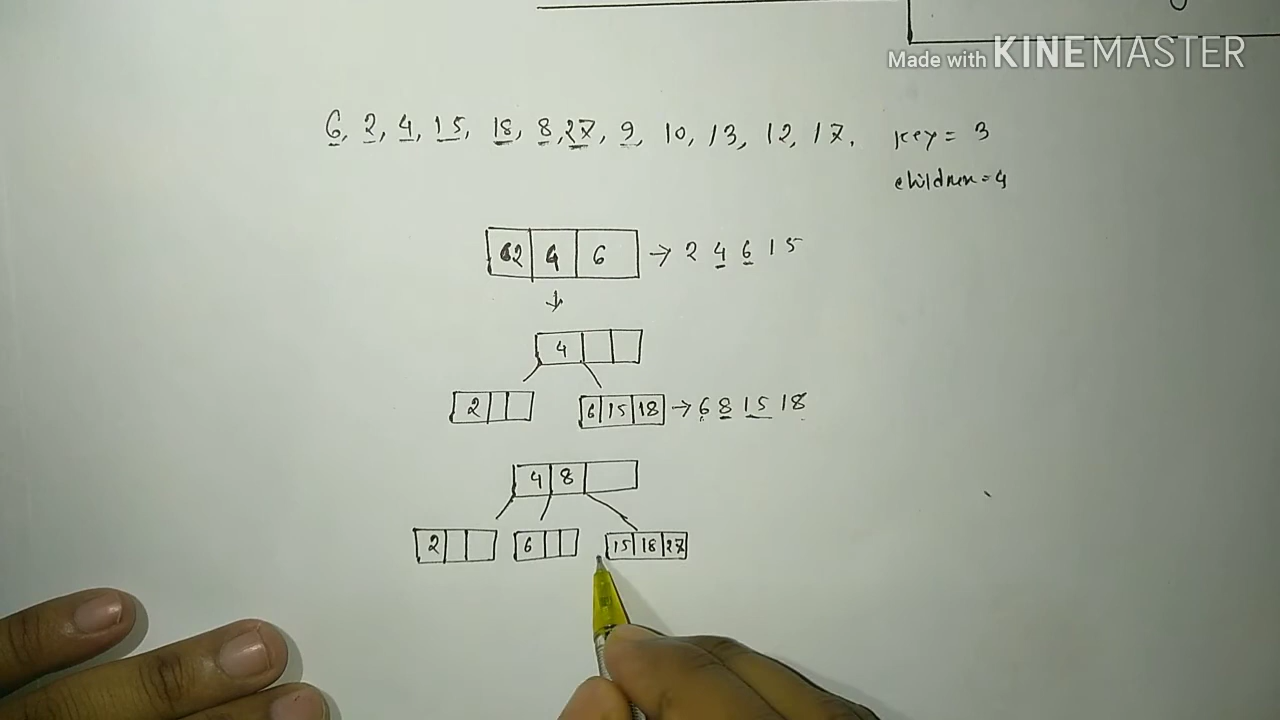 Made with KINEMASTER
6, 2, 4, 15, 18, 8, 27, 9, 10, 13, 12, 17. key = 3
children = 4
2 4 6 → 2 4 6 15
4
2 6 15 18 → 6 8 15 18
4 8
2 6 15 18 27